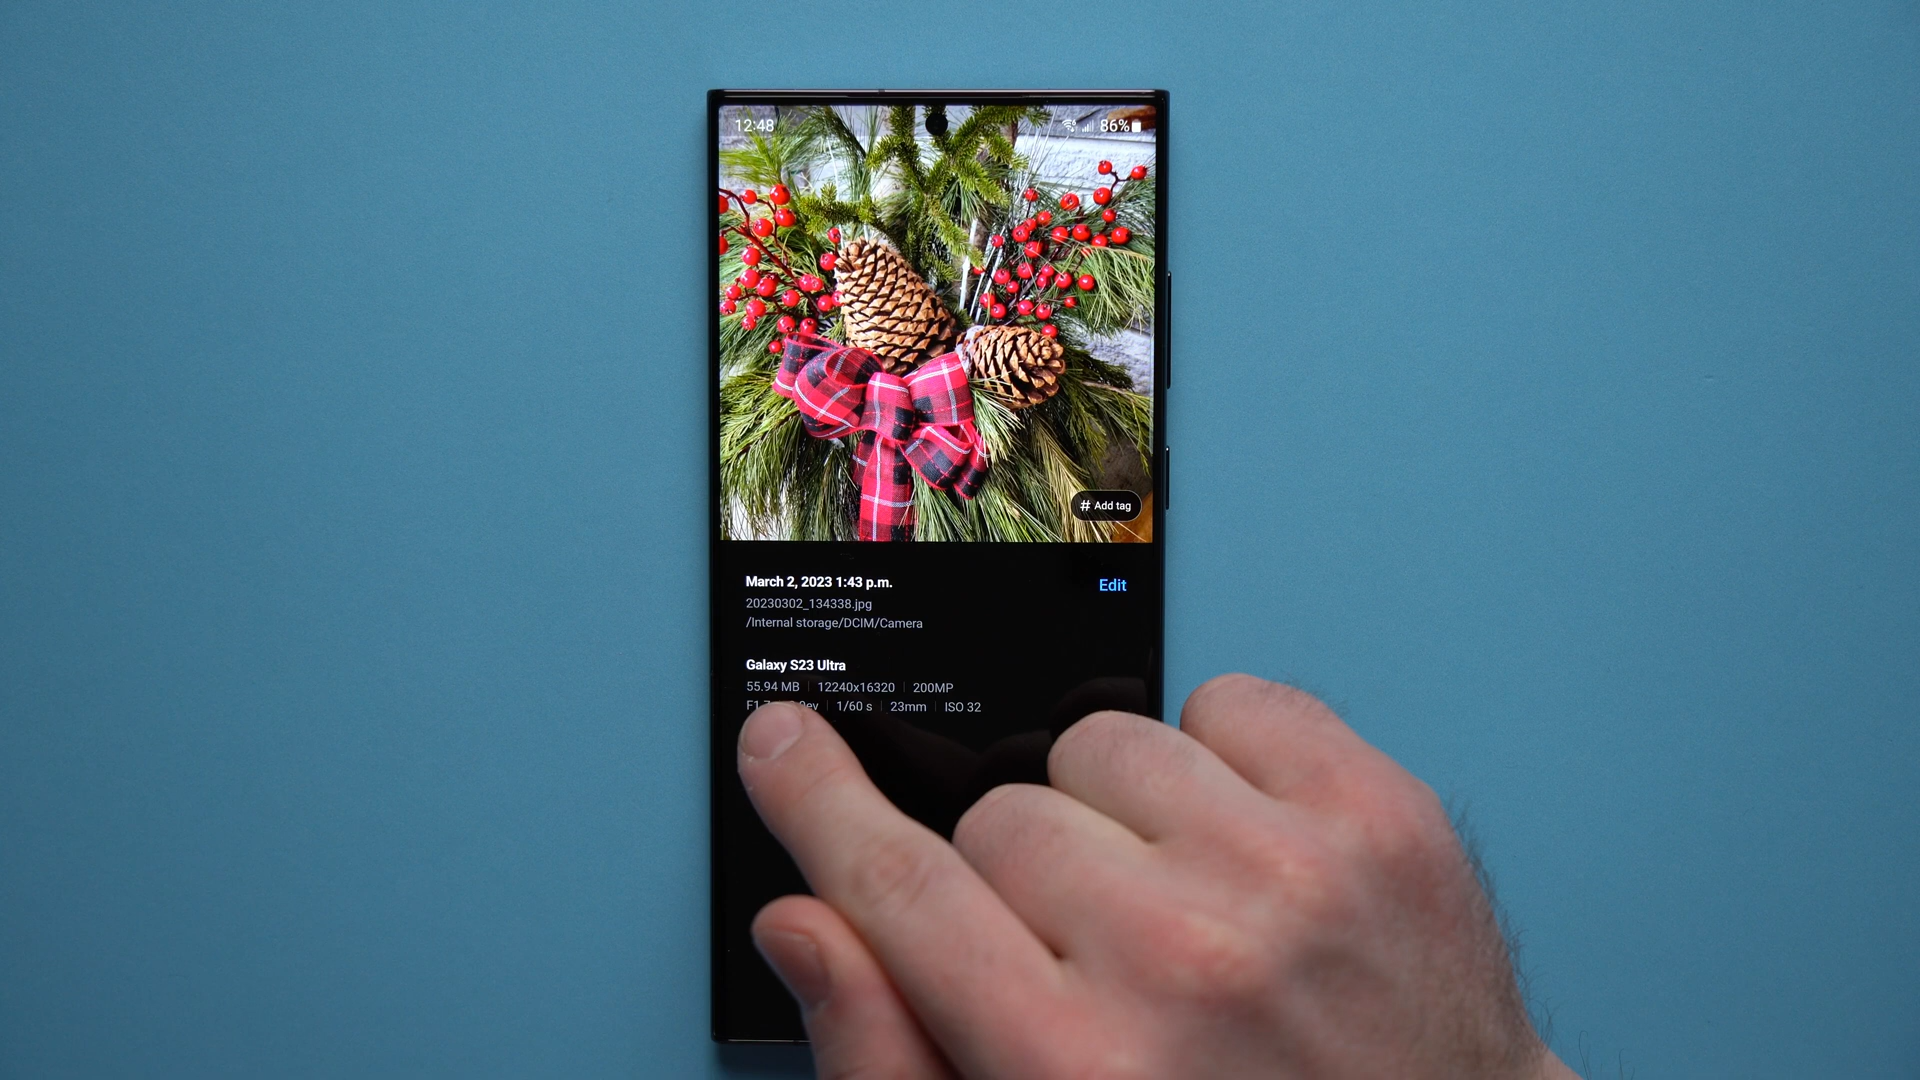 12:48 86%
# Add tag
March 2, 2023 1:43 p.m. Edit
20230302_134338.jpg
/Internal storage/DCIM/Camera
Galaxy S23 Ultra
55.94 MB | 12240x16320 | 200MP
1/60 s | 23mm | ISO 32